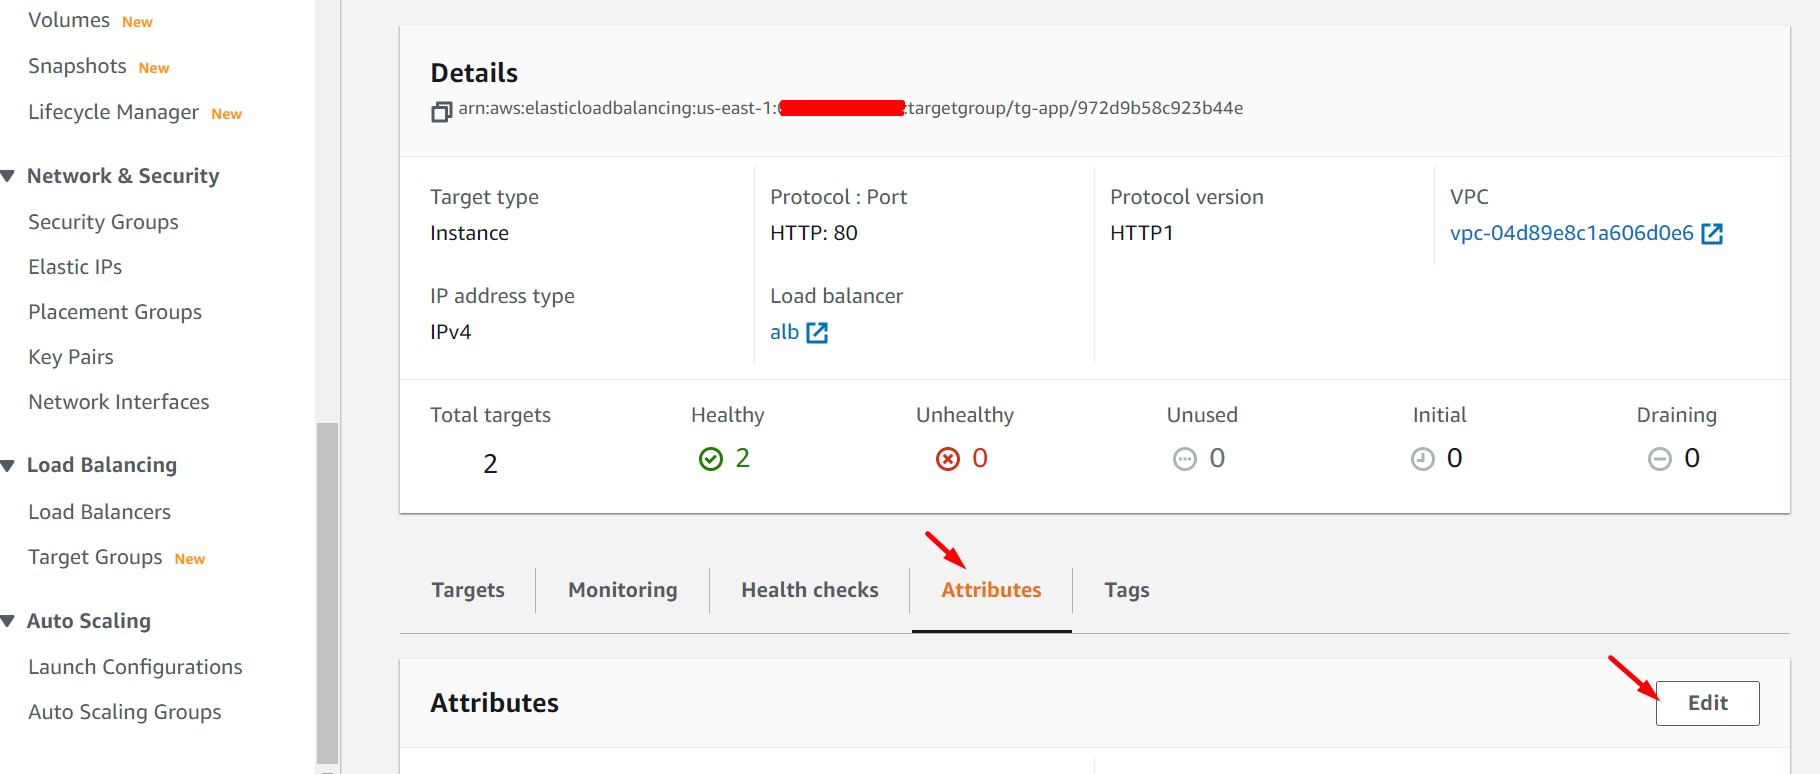 Volumes New
Snapshots New
Lifecycle Manager New
Network & Security
Security Groups
Elastic IPs
Placement Groups
Key Pairs
Network Interfaces
Load Balancing
Load Balancers
Target Groups New
Auto Scaling
Launch Configurations
Auto Scaling Groups
Details
arn:aws:elasticloadbalancing:us-east-1: :targetgroup/tg-app/972d9b58c923b44e
Target type
Instance
Protocol : Port
HTTP: 80
Protocol version
HTTP1
VPC
vpc-04d89e8c1a606d0e6
IP address type
IPv4
Load balancer
alb
Total targets
2
Healthy
2
Unhealthy
0
Unused
0
Initial
0
Draining
0
Targets Monitoring Health checks Attributes Tags
Attributes
Edit